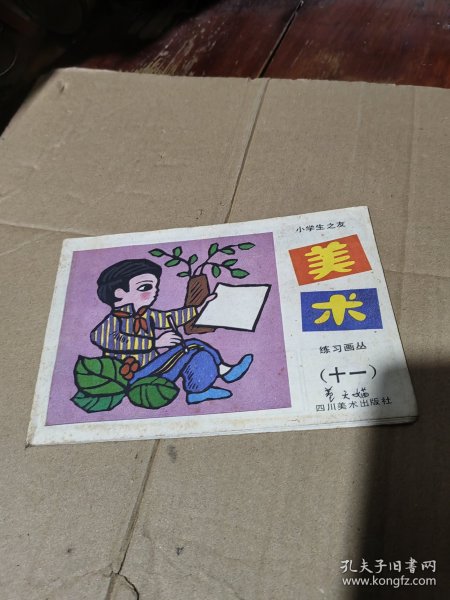 小学生之友
美
术
练习画丛
（十一）
四川美术出版社
孔夫子旧书网
www.kongfz.com